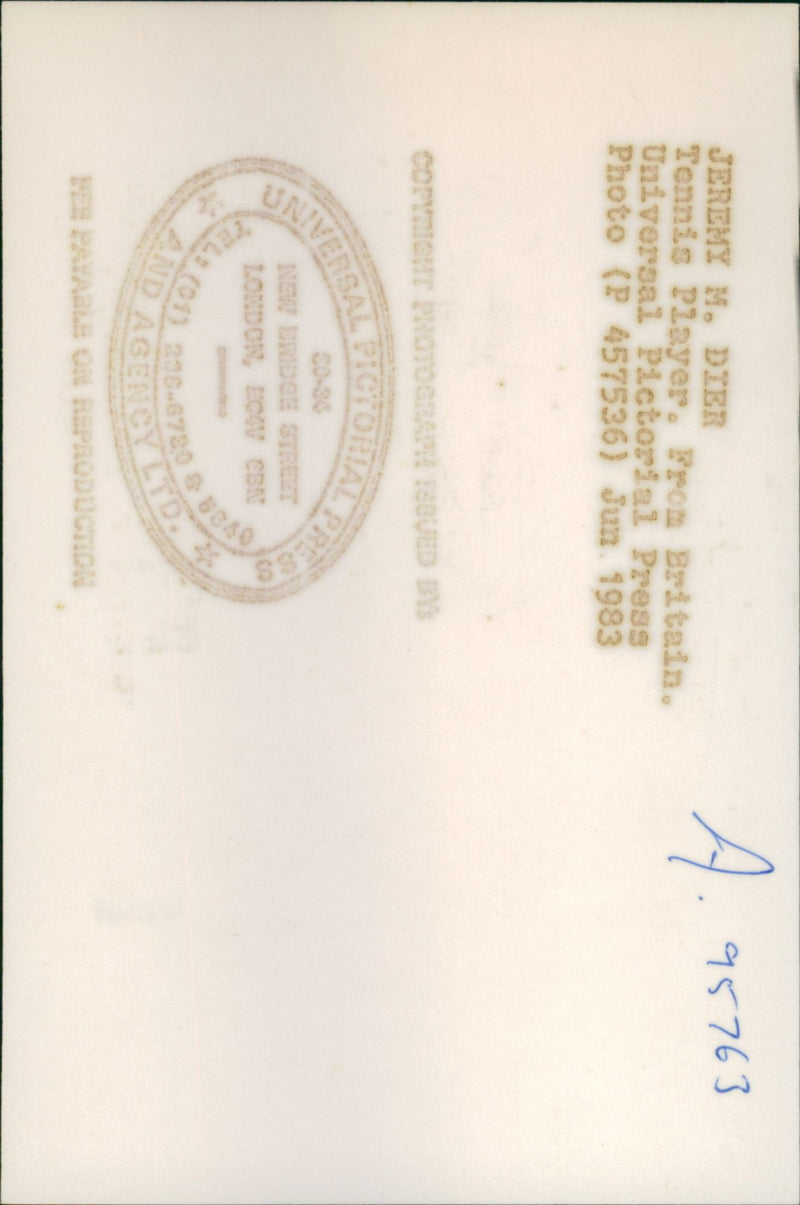 JEREMY M. DIER
Tennis Player. From Britain.
Universal Pictorial Press
Photo (P 457536) Jun 1983
A. 95763
COPYRIGHT PHOTOGRAPH ISSUED BY:
UNIVERSAL PICTORIAL PRESS
30-34
NEW BRIDGE STREET
LONDON, EC4V 6BN
TEL: (01) 236-6730 & 5840
AND AGENCY LTD.
FEE PAYABLE ON REPRODUCTION